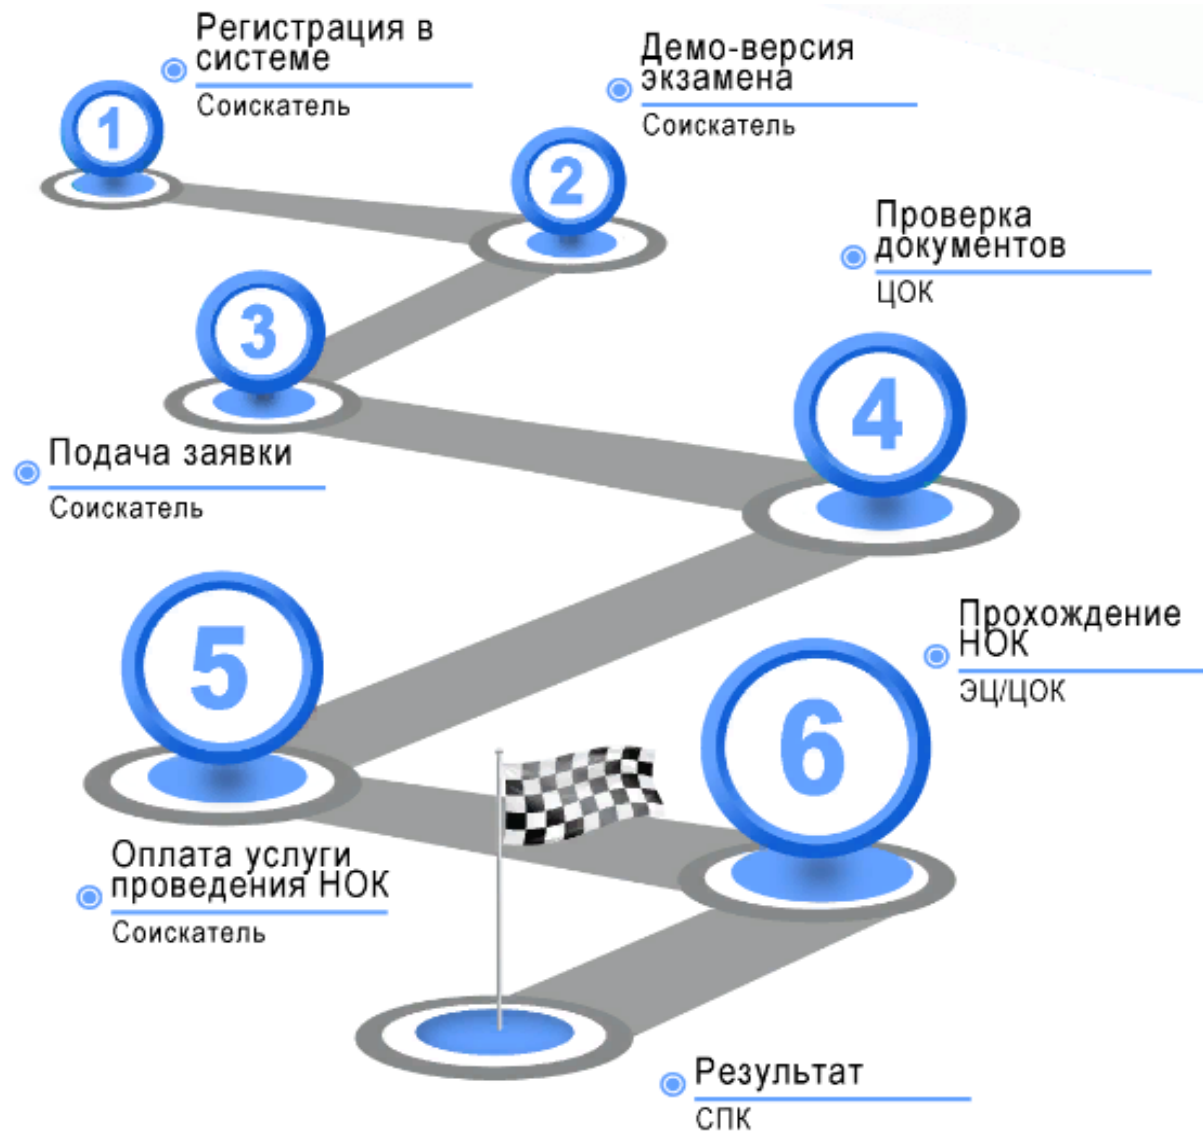 Регистрация в
системе
Соискатель
1
Демо-версия
экзамена
Соискатель
2
Проверка
документов
ЦОК
3
4
Подача заявки
Соискатель
5
Прохождение
НОК
ЭЦ/ЦОК
6
Оплата услуги
проведения НОК
Соискатель
Результат
СПК